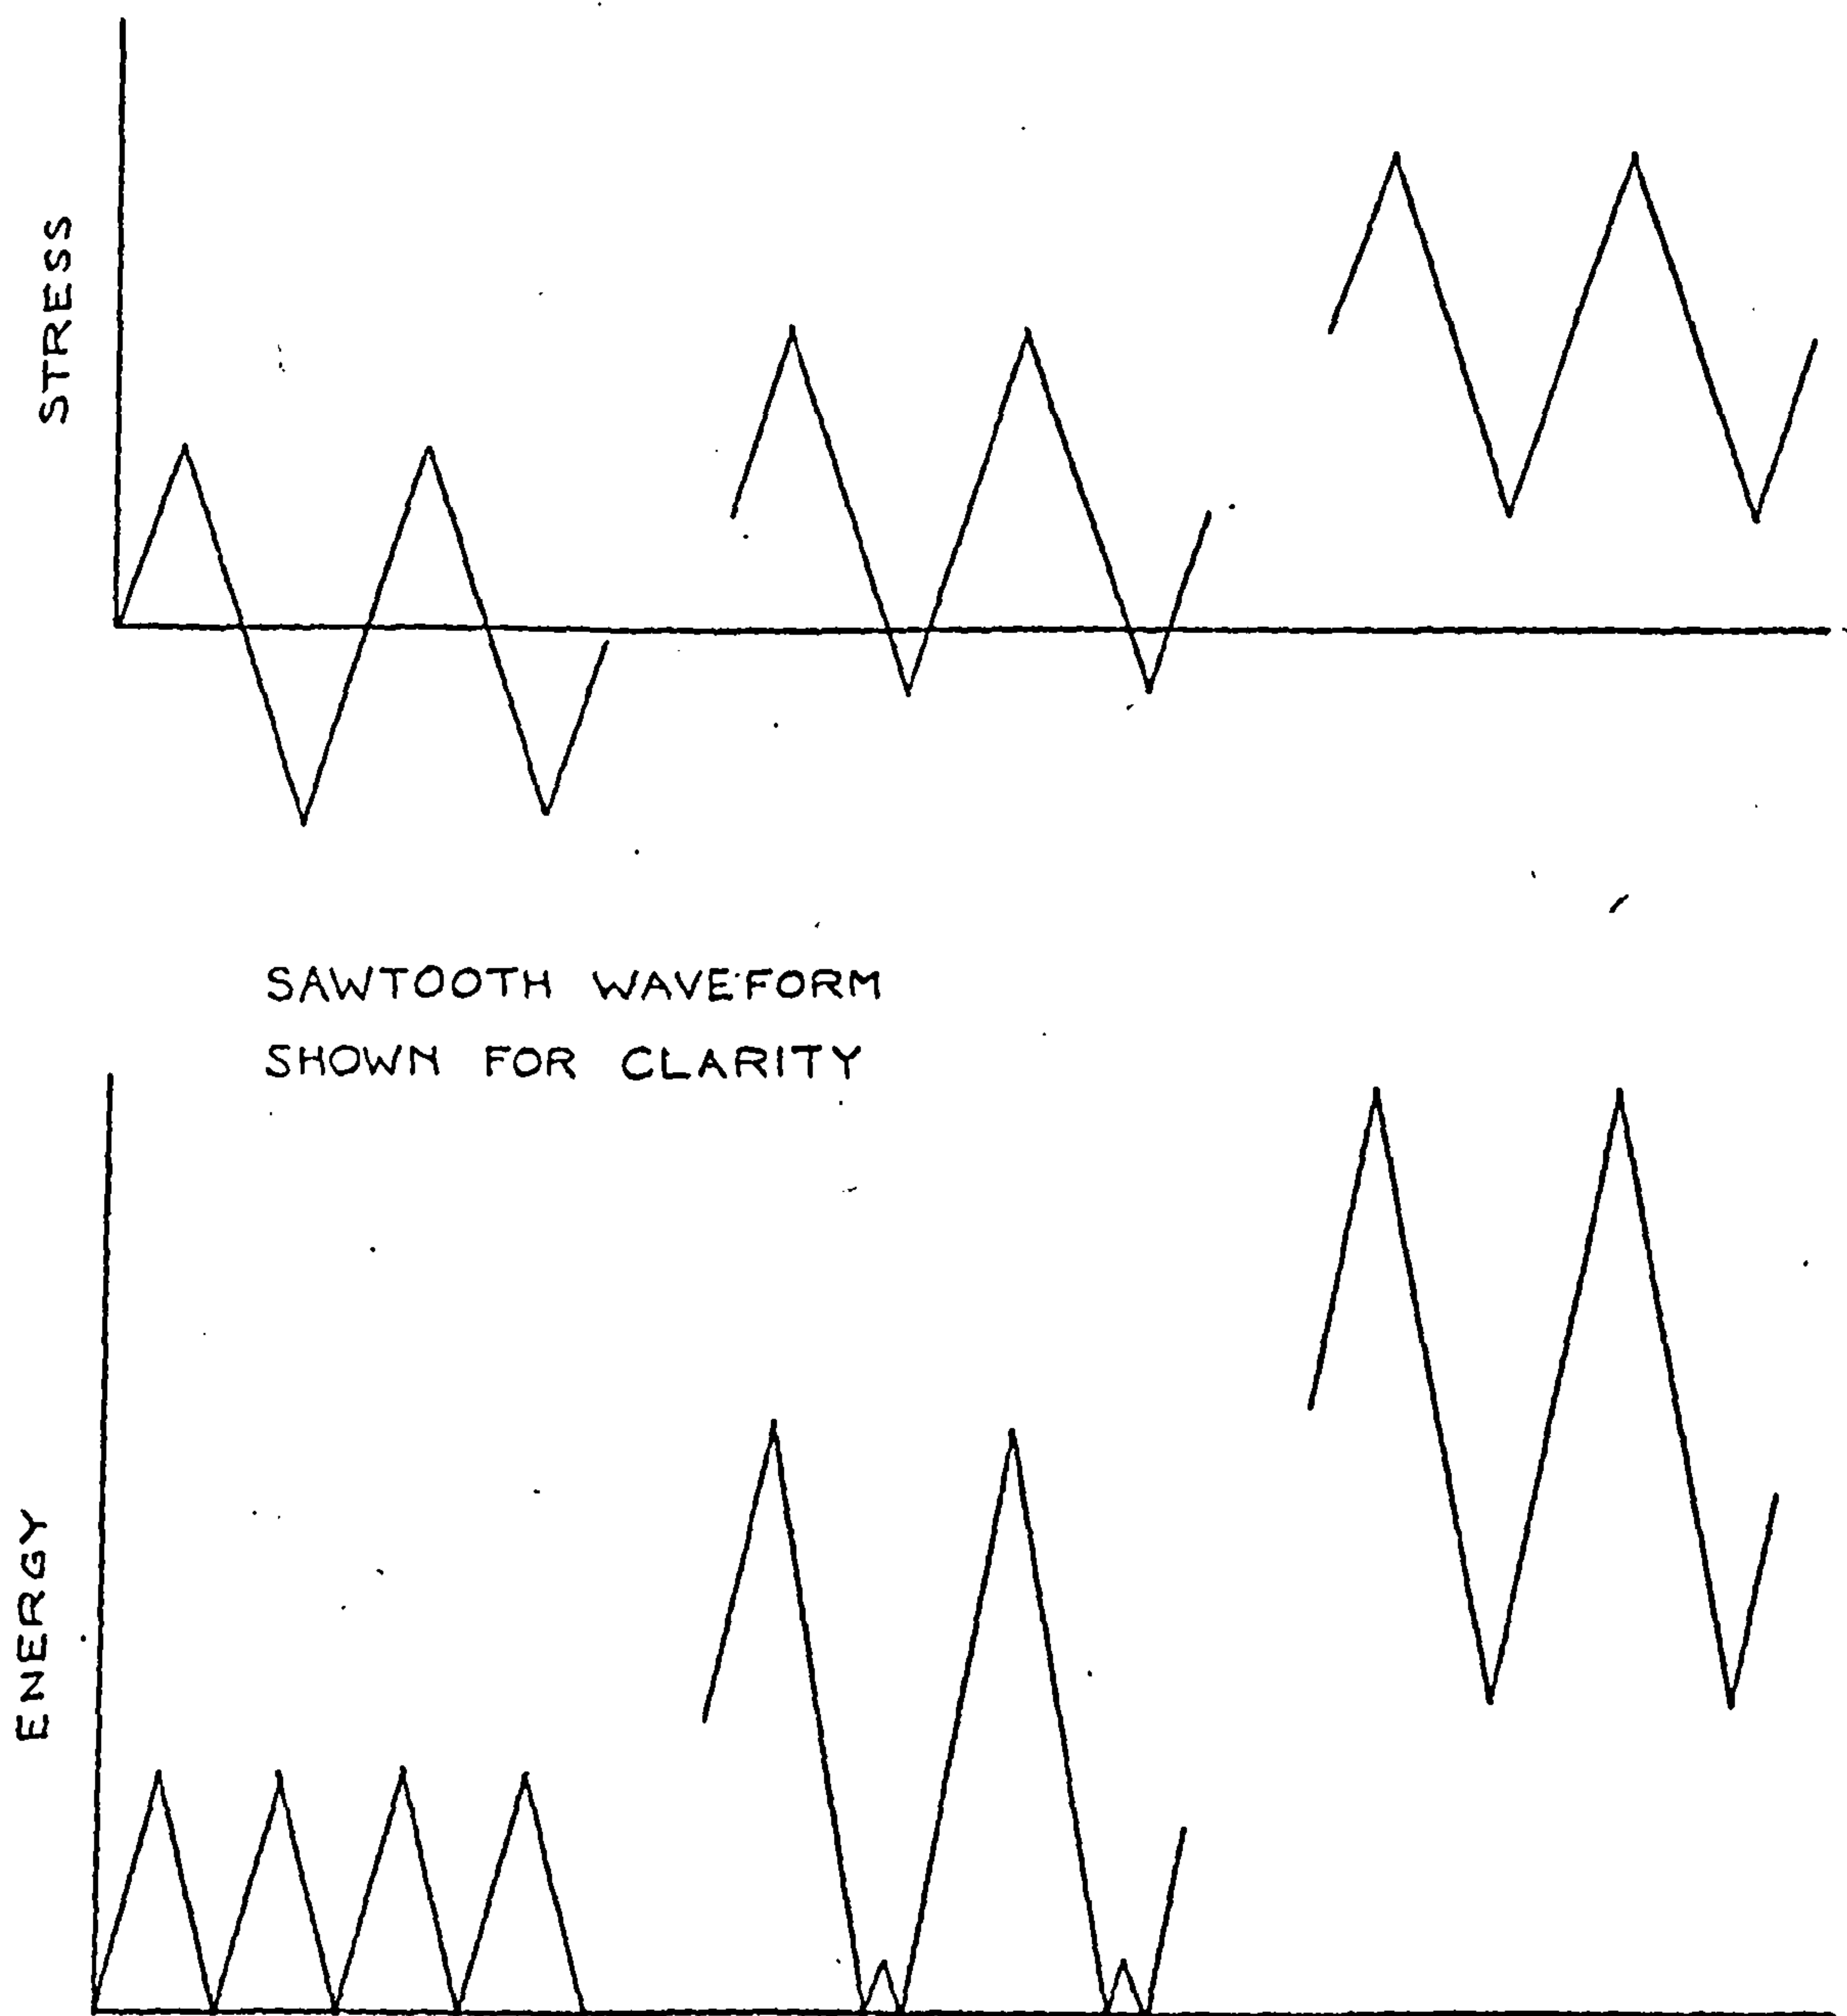 STRESS
SAWTOOTH WAVEFORM
SHOWN FOR CLARITY
ENERGY